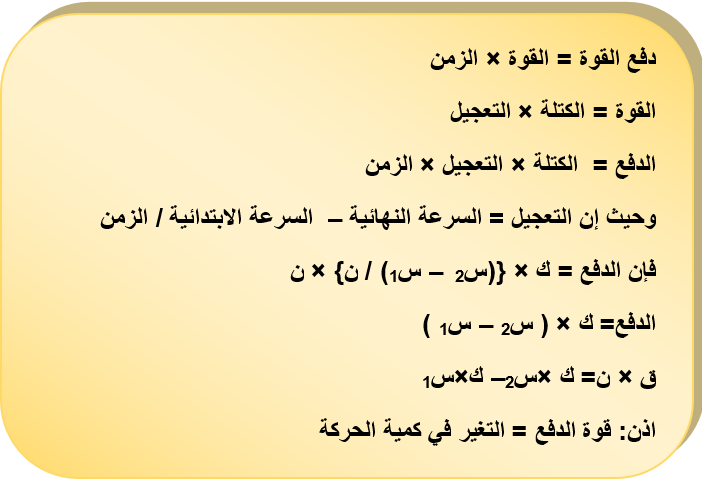 دفع القوة = القوة × الزمن
القوة = الكتلة × التعجيل
الدفع = الكتلة × التعجيل × الزمن
وحيث إن التعجيل = السرعة النهائية – السرعة الابتدائية / الزمن
فإن الدفع = ك × {(س2 – س1) / ن} × ن
الدفع= ك × ( س2 – س1 )
ق × ن= ك ×س2– ك×س1
اذن: قوة الدفع = التغير في كمية الحركة